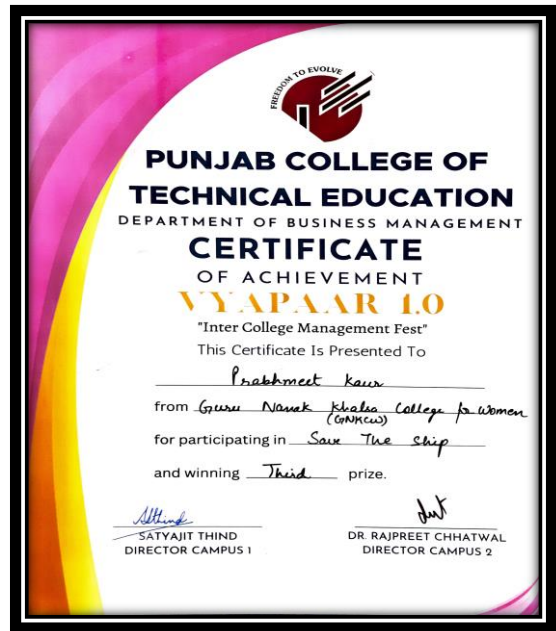 FREEDOM TO EVOLVE
PUNJAB COLLEGE OF
TECHNICAL EDUCATION
DEPARTMENT OF BUSINESS MANAGEMENT
CERTIFICATE
OF ACHIEVEMENT
VYAPAAR 1.0
"Inter College Management Fest"
This Certificate Is Presented To
Prabhmeet Kaur
from Guru Nanak Khalsa College for Women
(GNKCW)
for participating in Save The Ship
and winning Third prize.
SATYAJIT THIND
DIRECTOR CAMPUS 1
DR. RAJPREET CHHATWAL
DIRECTOR CAMPUS 2